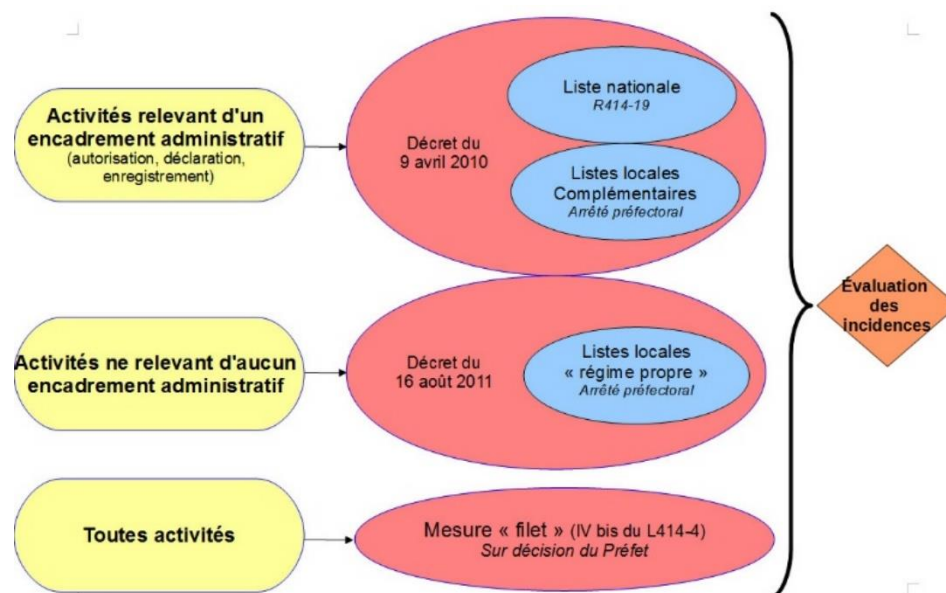 Activités relevant d'un
encadrement administratif
(autorisation, déclaration,
enregistrement)
Décret du
9 avril 2010
Liste nationale
R414-19
Listes locales
Complémentaires
Arrêté préfectoral
Activités ne relevant d'aucun
encadrement administratif
Décret du
16 août 2011
Listes locales
« régime propre »
Arrêté préfectoral
Toutes activités
Mesure « filet » (IV bis du L414-4)
Sur décision du Préfet
Évaluation
des
incidences